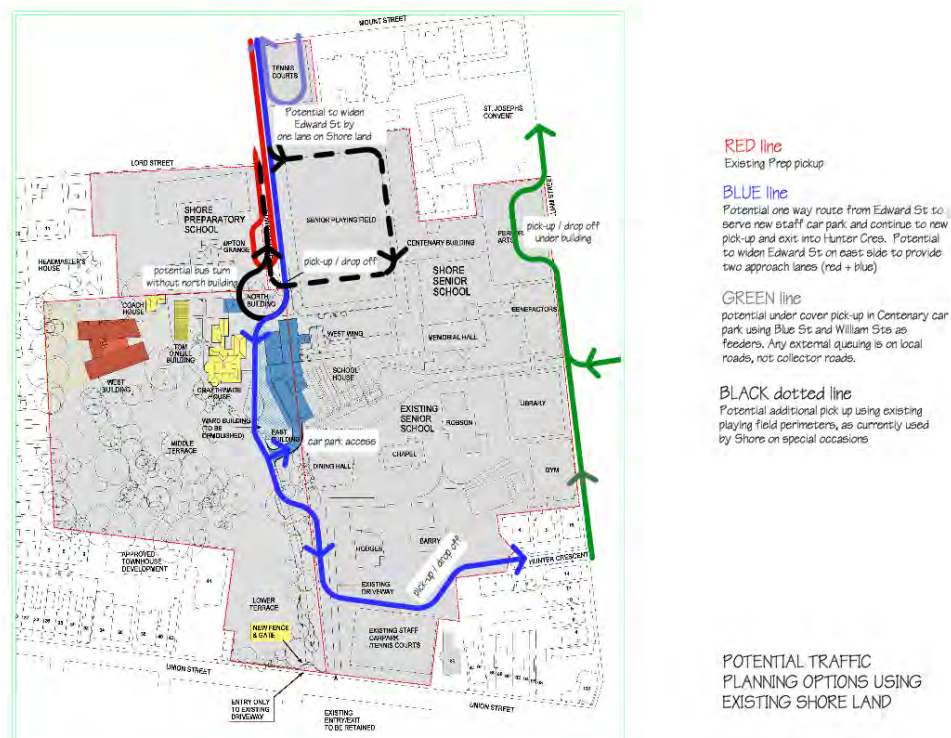 MOUNT STREET
TENNIS
COURTS
ST. JOSEPHS
CONVENT
Potential to widen
Edward St by
one lane on Shore land
LORD STREET
SHORE
PREPARATORY
SCHOOL
SENIOR PLAYING FIELD
UPTON
GRANGE
pick-up / drop off
CENTENARY BUILDING
PERFOR
ARTS
pick-up / drop off
under building
HEADMASTER'S
HOUSE
potential bus turn
without north building
NORTH
BUILDING
SHORE
SENIOR
SCHOOL
COACH
HOUSE
TOM
O'NEILL
BUILDING
WEST WING
BENEFACTORS
MEMORIAL HALL
SCHOOL
HOUSE
WEST
BUILDING
GRAYTHWAITE
HOUSE
WARD BUILDING
(TO BE
DEMOLISHED)
EAST
BUILDING
car park access
EXISTING
SENIOR
SCHOOL
LIBRARY
ROBSON
MIDDLE
TERRACE
CHAPEL
DINING HALL
GYM
APPROVED
TOWNHOUSE
DEVELOPMENT
HODGES
BARRY
pick-up / drop off
HUNTER CRESCENT
LOWER
TERRACE
EXISTING
DRIVEWAY
NEW FENCE
& GATE
EXISTING STAFF
CARPARK
/TENNIS COURTS
UNION STREET
UNION STREET
ENTRY ONLY
TO EXISTING
DRIVEWAY
EXISTING
ENTRY/EXIT
TO BE RETAINED
RED line
Existing Prep pickup
BLUE line
Potential one way route from Edward St to
serve new staff car park and continue to new
pick-up and exit into Hunter Cres. Potential
to widen Edward St on east side to provide
two approach lanes (red + blue)
GREEN line
potential under cover pick-up in Centenary car
park using Blue St and William Sts as
feeders. Any external queuing is on local
roads, not collector roads.
BLACK dotted line
Potential additional pick up using existing
playing field perimeters, as currently used
by Shore on special occasions
POTENTIAL TRAFFIC
PLANNING OPTIONS USING
EXISTING SHORE LAND